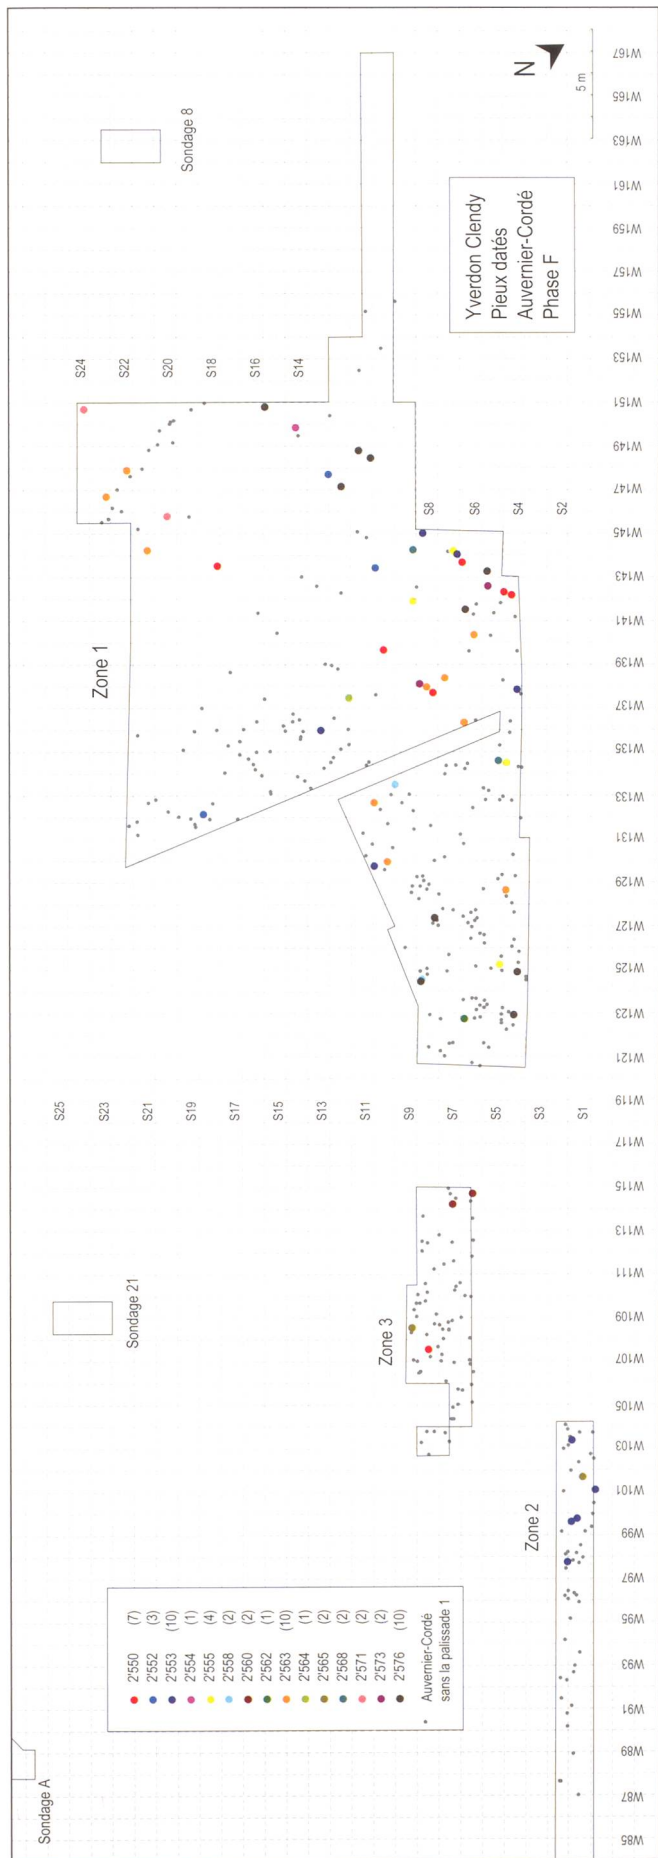 Yverdon Clendy
Pieux datés
Auvernier-Cordé
Phase F
N
5 m
Sondage 8
Zone 1
Sondage 21
Zone 3
Zone 2
Sondage A
2'550 (7)
2'552 (3)
2'553 (10)
2'554 (1)
2'555 (4)
2'558 (2)
2'560 (2)
2'562 (1)
2'563 (10)
2'564 (1)
2'565 (2)
2'568 (2)
2'571 (2)
2'573 (2)
2'576 (10)
Auvernier-Cordé
sans la palissade 1
S24
S22
S20
S18
S16
S14
S8
S6
S4
S2
S25
S23
S21
S19
S17
S15
S13
S11
S9
S7
S5
S3
S1
W167
W165
W163
W161
W159
W157
W155
W153
W151
W149
W147
W145
W143
W141
W139
W137
W135
W133
W131
W129
W127
W125
W123
W121
W119
W117
W115
W113
W111
W109
W107
W105
W103
W101
W99
W97
W95
W93
W91
W89
W87
W85